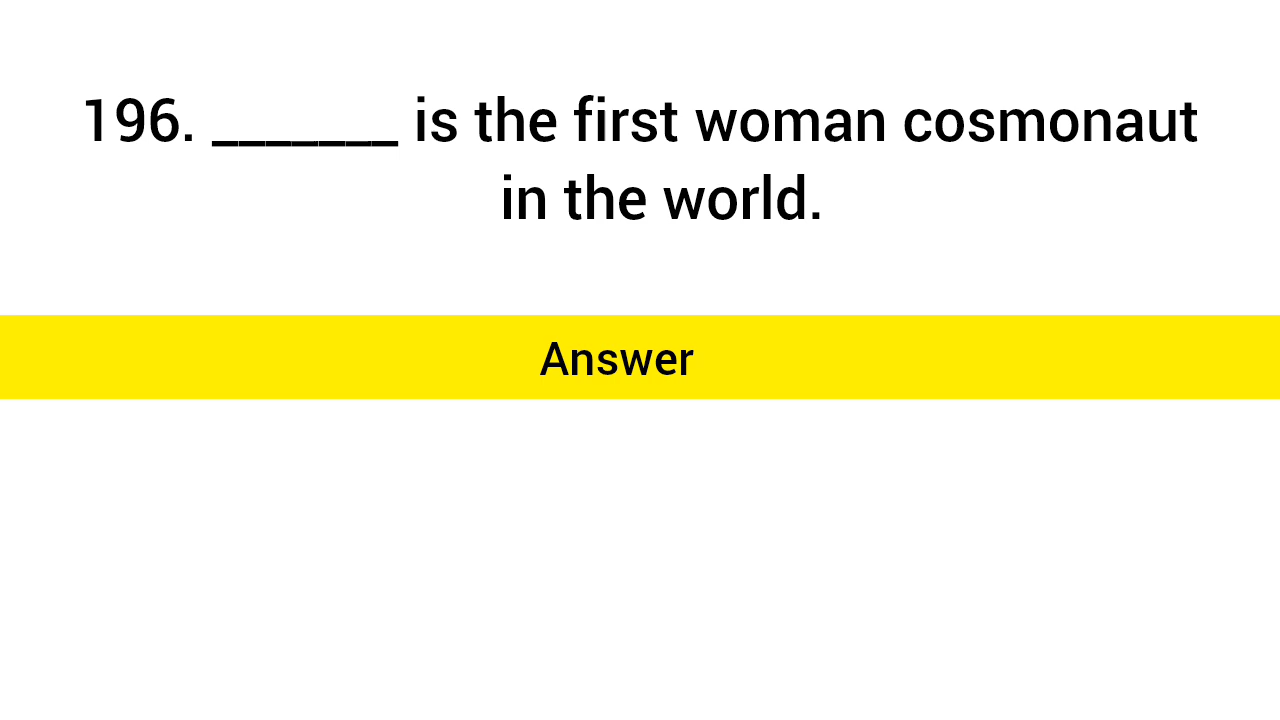 196. _______ is the first woman cosmonaut
in the world.
Answer